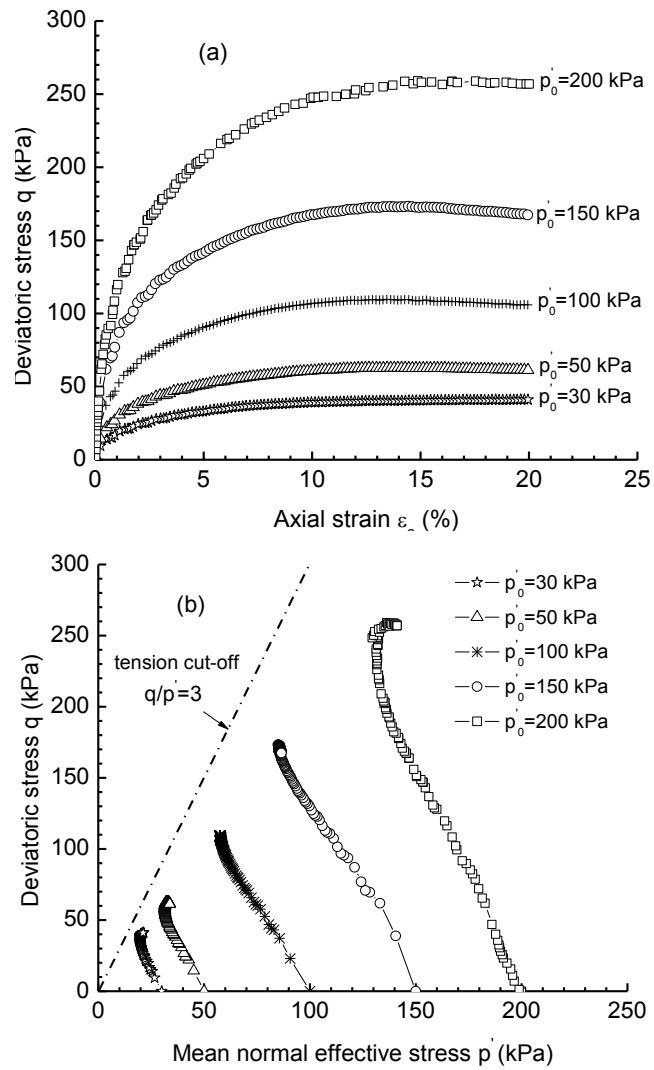 300
250
200
150
100
50
0
Deviatoric stress q (kPa)
(a)
p'0=200 kPa
p'0=150 kPa
p'0=100 kPa
p'0=50 kPa
p'0=30 kPa
0 5 10 15 20 25
Axial strain ε (%)
300
250
200
150
100
50
0
Deviatoric stress q (kPa)
(b)
tension cut-off
q/p'=3
p'0=30 kPa
p'0=50 kPa
p'0=100 kPa
p'0=150 kPa
p'0=200 kPa
0 50 100 150 200 250
Mean normal effective stress p' (kPa)